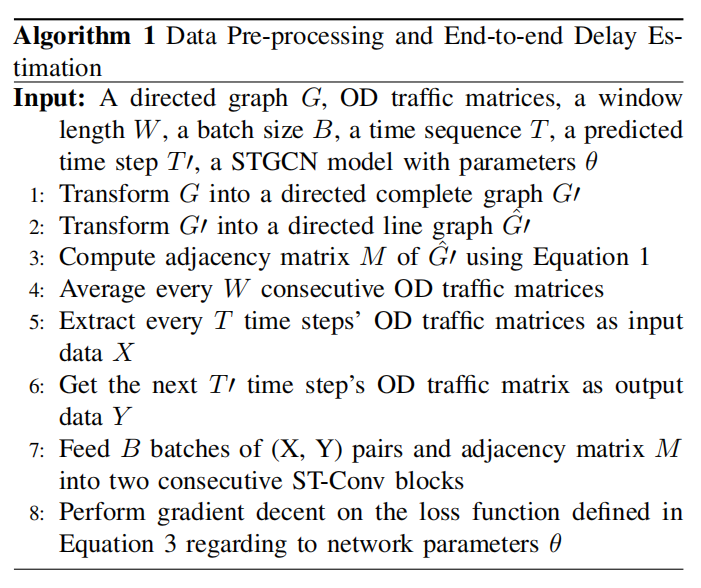 Algorithm 1 Data Pre-processing and End-to-end Delay Es-
timation
Input: A directed graph G, OD traffic matrices, a window
length W, a batch size B, a time sequence T, a predicted
time step T′, a STGCN model with parameters θ
1: Transform G into a directed complete graph G′
2: Transform G′ into a directed line graph Ĝ′
3: Compute adjacency matrix M of Ĝ′ using Equation 1
4: Average every W consecutive OD traffic matrices
5: Extract every T time steps' OD traffic matrices as input
data X
6: Get the next T′ time step's OD traffic matrix as output
data Y
7: Feed B batches of (X, Y) pairs and adjacency matrix M
into two consecutive ST-Conv blocks
8: Perform gradient decent on the loss function defined in
Equation 3 regarding to network parameters θ